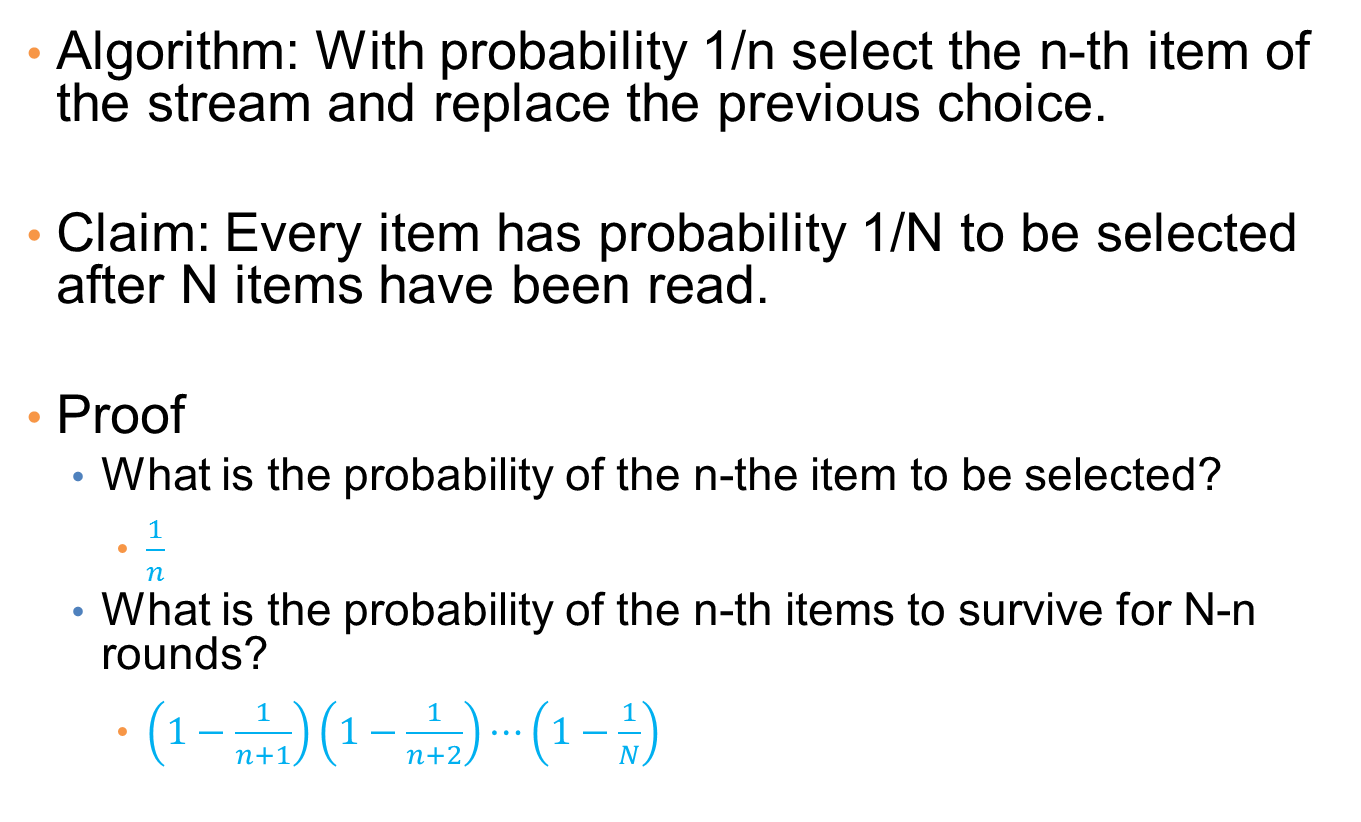 • Algorithm: With probability 1/n select the n-th item of
the stream and replace the previous choice.
• Claim: Every item has probability 1/N to be selected
after N items have been read.
• Proof
• What is the probability of the n-the item to be selected?
• 1/n
• What is the probability of the n-th items to survive for N-n
rounds?
• (1 − 1/(n+1)) (1 − 1/(n+2)) ⋯ (1 − 1/N)